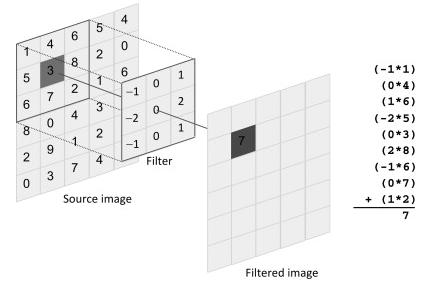 1 4 6 5 4
5 3 8 2 0
6 7 2 1 6
8 0 4 3
2 9 1 2
0 3 7 4
Source image
−1 0 1
−2 0 2
−1 0 1
Filter
7
Filtered image
(-1*1)
(0*4)
(1*6)
(-2*5)
(0*3)
(2*8)
(-1*6)
(0*7)
+ (1*2)
7